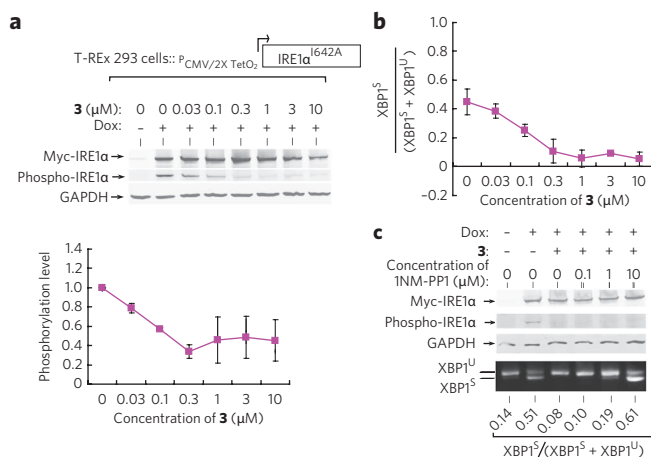 a
T-REx 293 cells:: PCMV/2X TetO₂ IRE1α^I642A
3 (μM): 0 0 0.03 0.1 0.3 1 3 10
Dox: – + + + + + + +
Myc-IRE1α
Phospho-IRE1α
GAPDH
Phosphorylation level
1.4
1.2
1.0
0.8
0.6
0.4
0.2
0
0 0.03 0.1 0.3 1 3 10
Concentration of 3 (μM)
b
XBP1^S
(XBP1^S + XBP1^U)
1.0
0.8
0.6
0.4
0.2
0
–0.2
0 0.03 0.1 0.3 1 3 10
Concentration of 3 (μM)
c
Dox: – + + + + +
3: – – + + + +
Concentration of
1NM-PP1 (μM): 0 0 0 0.1 1 10
Myc-IRE1α
Phospho-IRE1α
GAPDH
XBP1^U
XBP1^S
0.14 0.51 0.08 0.10 0.19 0.61
XBP1^S/(XBP1^S + XBP1^U)